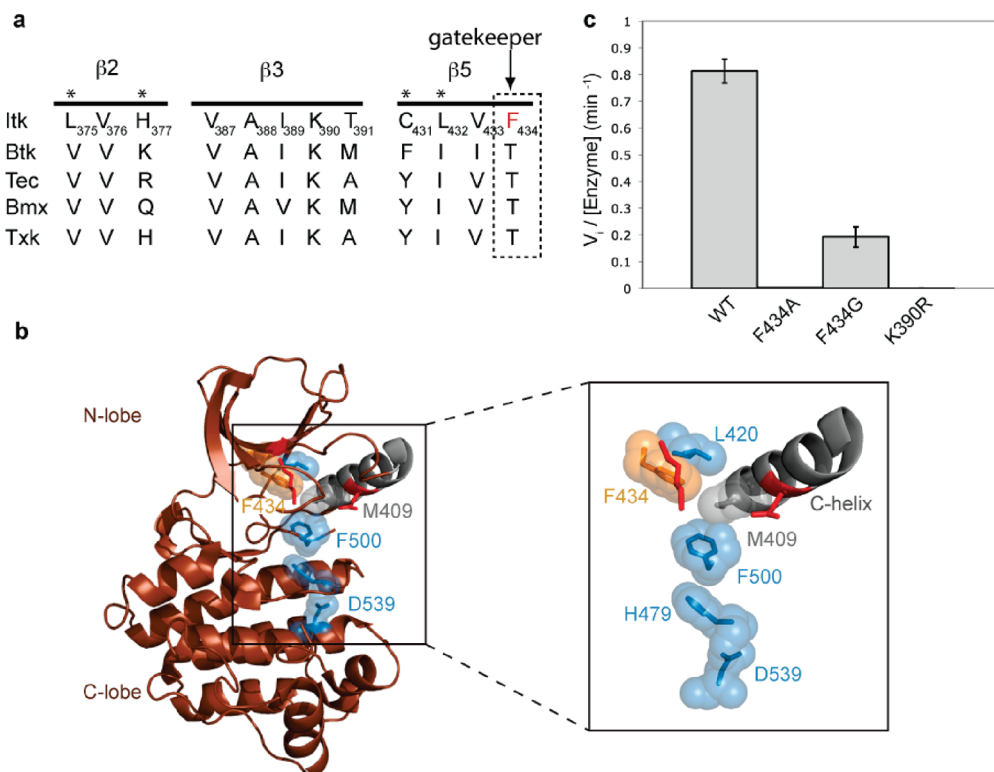 a
gatekeeper
β2 β3 β5
* * * *
Itk L375 V376 H377 V387 A388 I389 K390 T391 C431 L432 V433 F434
Btk V V K V A I K M F I I T
Tec V V R V A I K A Y I V T
Bmx V V Q V A V K M Y I V T
Txk V V H V A I K A Y I V T
c
Vi / [Enzyme] (min -1)
1
0.9
0.8
0.7
0.6
0.5
0.4
0.3
0.2
0.1
0
WT F434A F434G K390R
b
N-lobe
F434
M409
F500
D539
C-lobe
L420
F434
C-helix
M409
F500
H479
D539